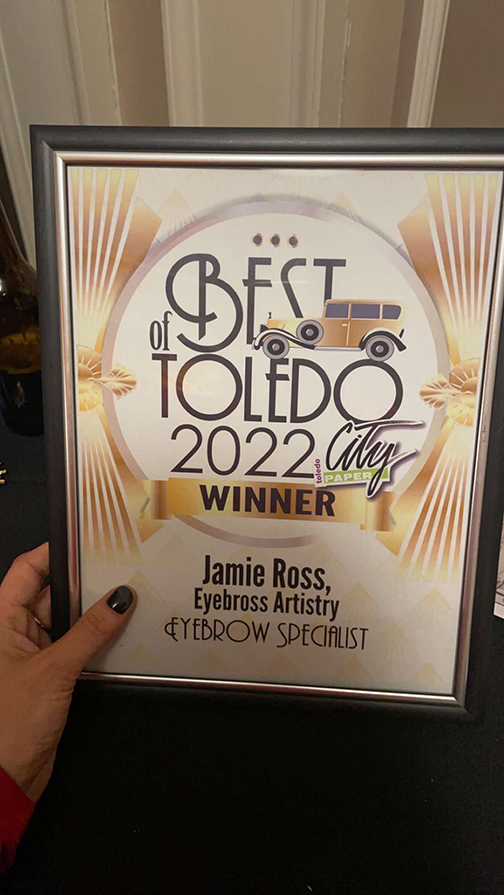 Best
of
Toledo
2022
toledo
City
PAPER
WINNER
Jamie Ross,
Eyebross Artistry
EYEBROW SPECIALIST